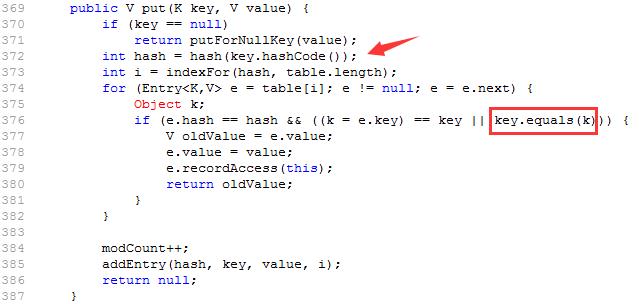 369     public V put(K key, V value) {
370         if (key == null)
371             return putForNullKey(value);
372         int hash = hash(key.hashCode());
373         int i = indexFor(hash, table.length);
374         for (Entry<K,V> e = table[i]; e != null; e = e.next) {
375             Object k;
376             if (e.hash == hash && ((k = e.key) == key || key.equals(k))) {
377                 V oldValue = e.value;
378                 e.value = value;
379                 e.recordAccess(this);
380                 return oldValue;
381             }
382         }
383
384         modCount++;
385         addEntry(hash, key, value, i);
386         return null;
387     }